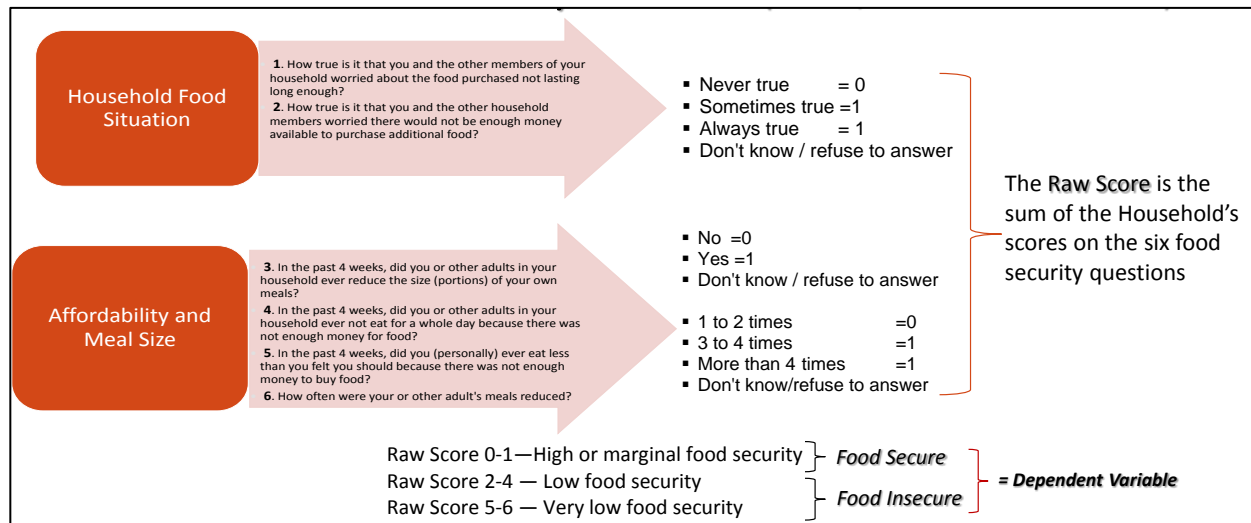 Household Food
Situation
1. How true is it that you and the other members of your
household worried about the food purchased not lasting
long enough?
2. How true is it that you and the other household
members worried there would not be enough money
available to purchase additional food?
▪ Never true = 0
▪ Sometimes true =1
▪ Always true = 1
▪ Don't know / refuse to answer
Affordability and
Meal Size
3. In the past 4 weeks, did you or other adults in your
household ever reduce the size (portions) of your own
meals?
4. In the past 4 weeks, did you or other adults in your
household ever not eat for a whole day because there was
not enough money for food?
5. In the past 4 weeks, did you (personally) ever eat less
than you felt you should because there was not enough
money to buy food?
6. How often were your or other adult's meals reduced?
▪ No =0
▪ Yes =1
▪ Don't know / refuse to answer
▪ 1 to 2 times =0
▪ 3 to 4 times =1
▪ More than 4 times =1
▪ Don't know/refuse to answer
The Raw Score is the
sum of the Household's
scores on the six food
security questions
Raw Score 0-1—High or marginal food security
Raw Score 2-4 — Low food security
Raw Score 5-6 — Very low food security
Food Secure
Food Insecure
= Dependent Variable